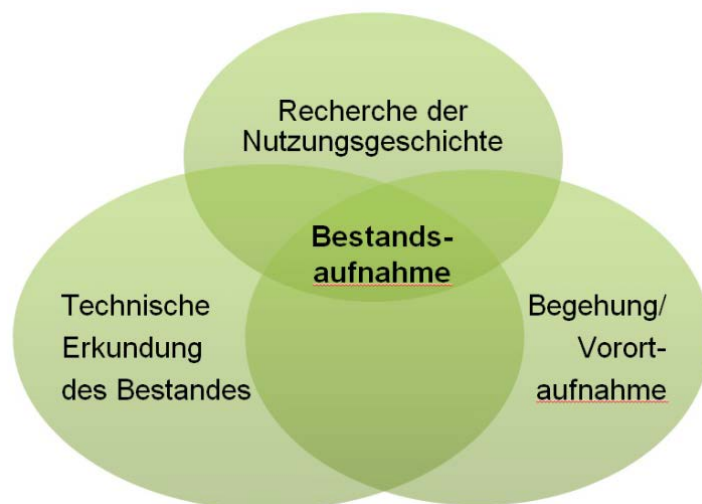 Recherche der
Nutzungsgeschichte
Bestands-
aufnahme
Technische
Erkundung
des Bestandes
Begehung/
Vorort-
aufnahme